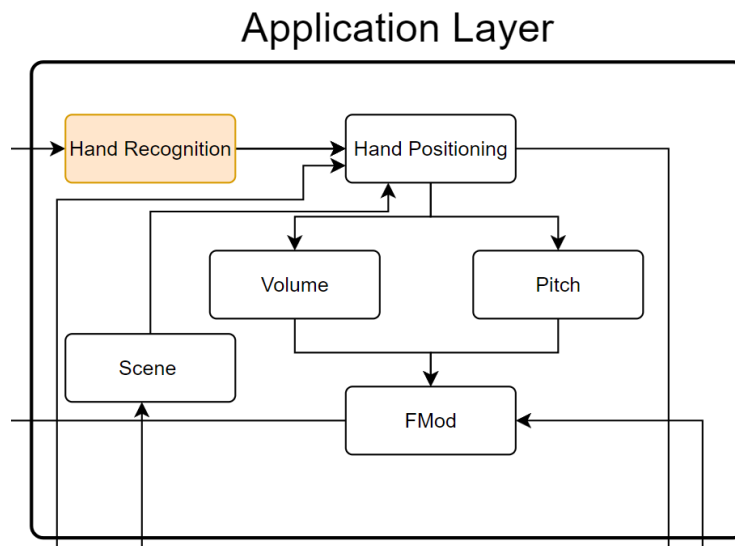 Application Layer
Hand Recognition
Hand Positioning
Volume
Pitch
Scene
FMod